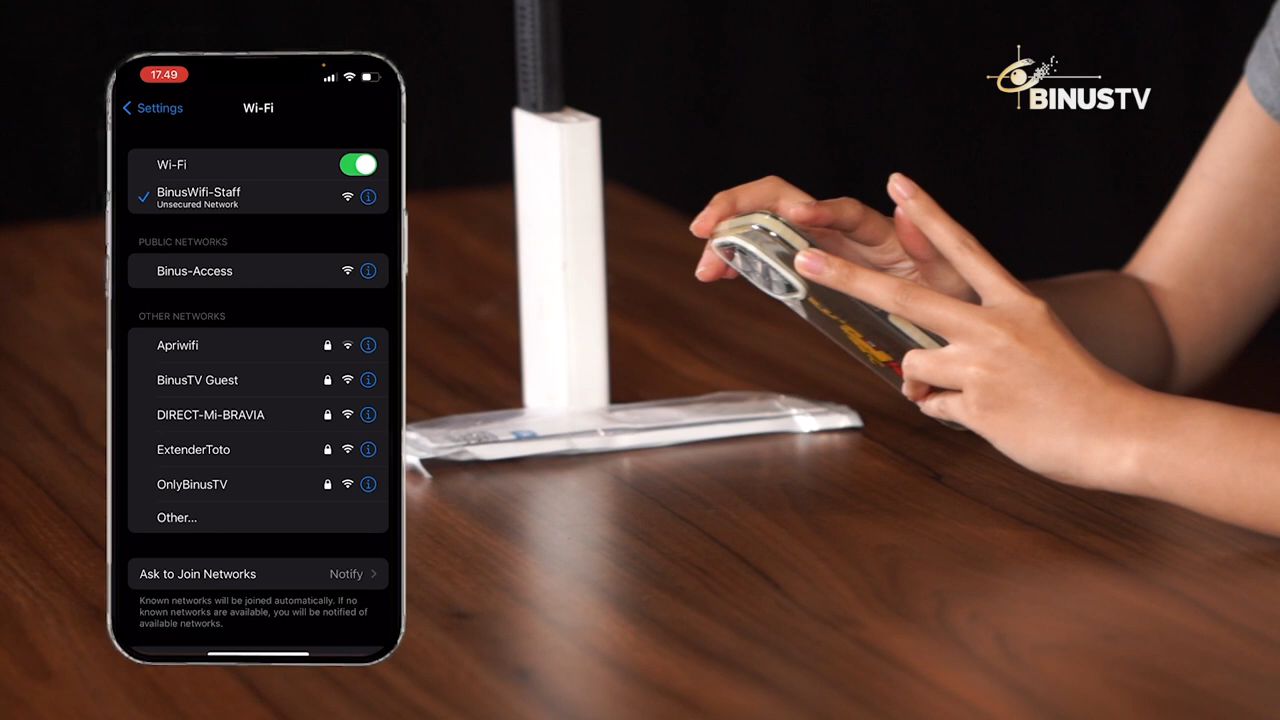 17.49
Settings
Wi-Fi
Wi-Fi
BinusWifi-Staff
Unsecured Network
PUBLIC NETWORKS
Binus-Access
OTHER NETWORKS
Apriwifi
BinusTV Guest
DIRECT-Mi-BRAVIA
ExtenderToto
OnlyBinusTV
Other...
Ask to Join Networks
Notify
Known networks will be joined automatically. If no
known networks are available, you will be notified of
available networks.
BINUSTV